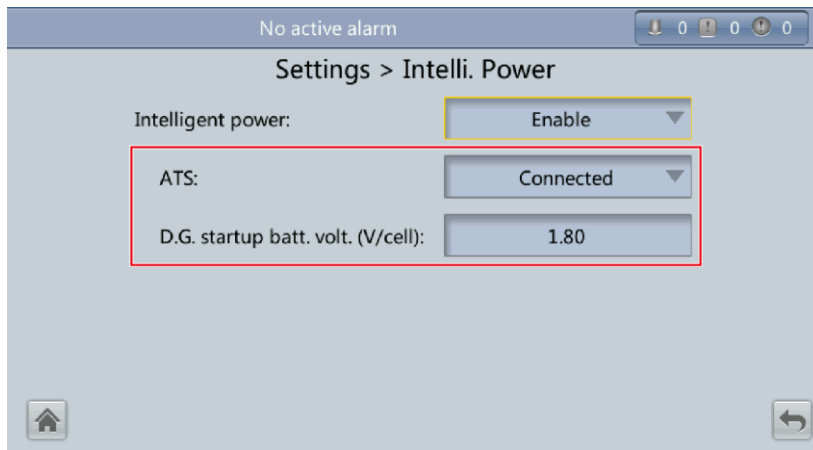 No active alarm 0 0 0
Settings > Intelli. Power
Intelligent power: Enable
ATS: Connected
D.G. startup batt. volt. (V/cell): 1.80